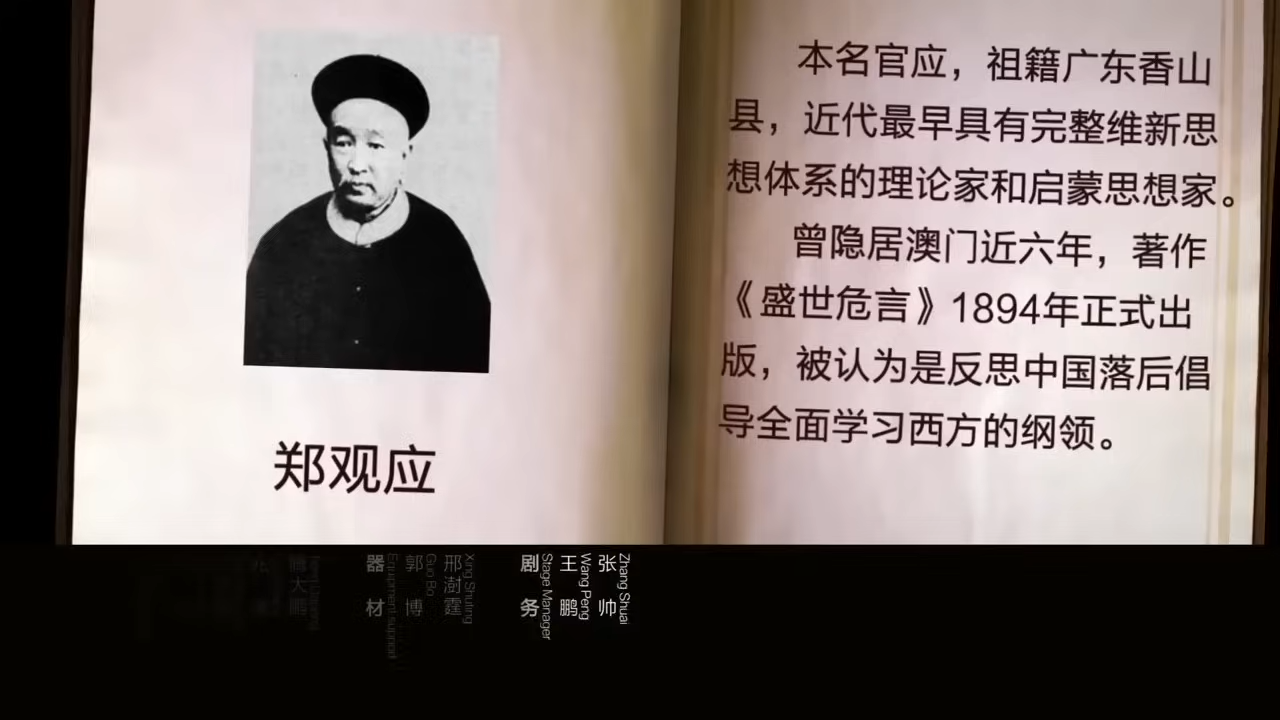 郑观应
本名官应，祖籍广东香山
县，近代最早具有完整维新思
想体系的理论家和启蒙思想家。
曾隐居澳门近六年，著作
《盛世危言》1894年正式出
版，被认为是反思中国落后倡
导全面学习西方的纲领。
大鹏
器材
Equipment support
郭博
Guo Bo
邢澍霆
Xing Shuting
剧务
Stage Manager
王鹏
Wang Peng
张帅
Zhang Shuai